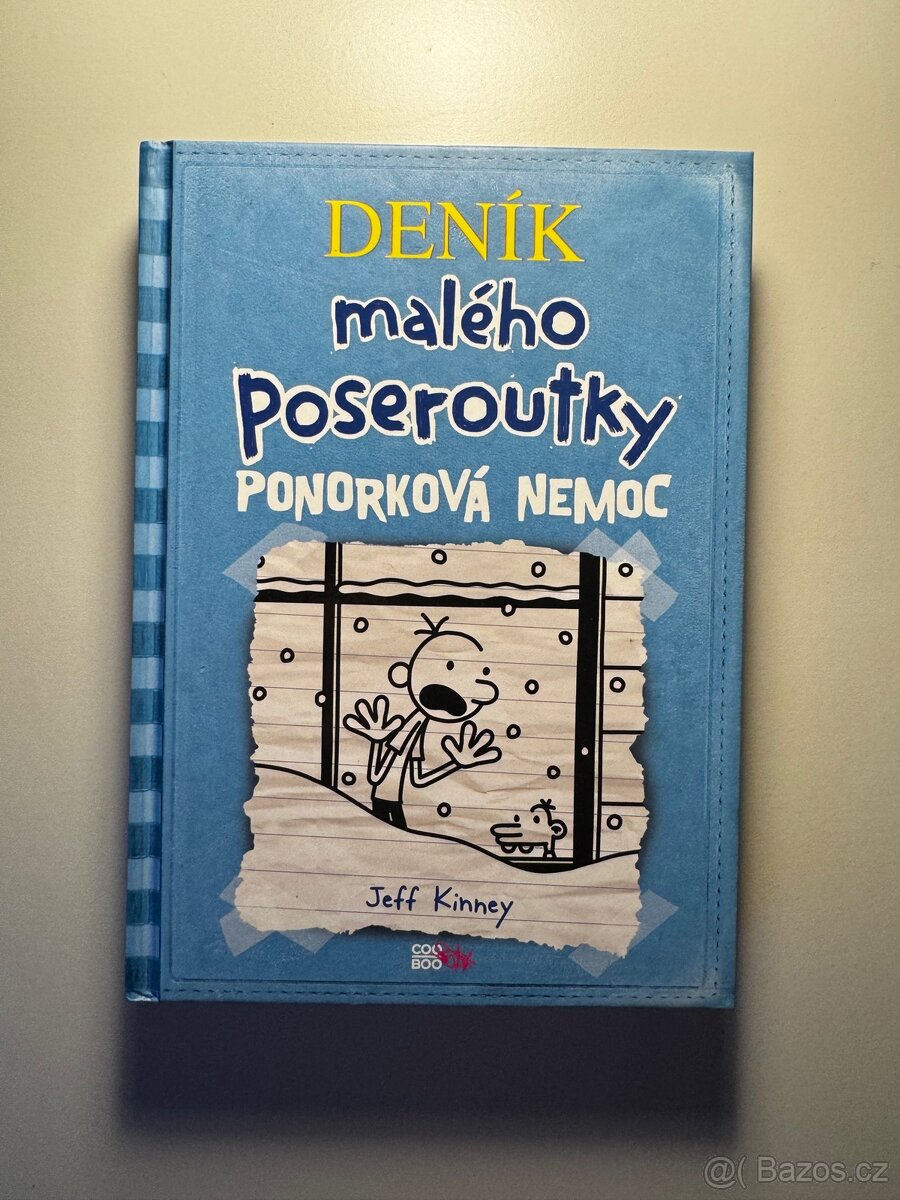 DENÍK
malého
Poseroutky
PONORKOVÁ NEMOC
Jeff Kinney
COO
BOO
@( Bazos.cz